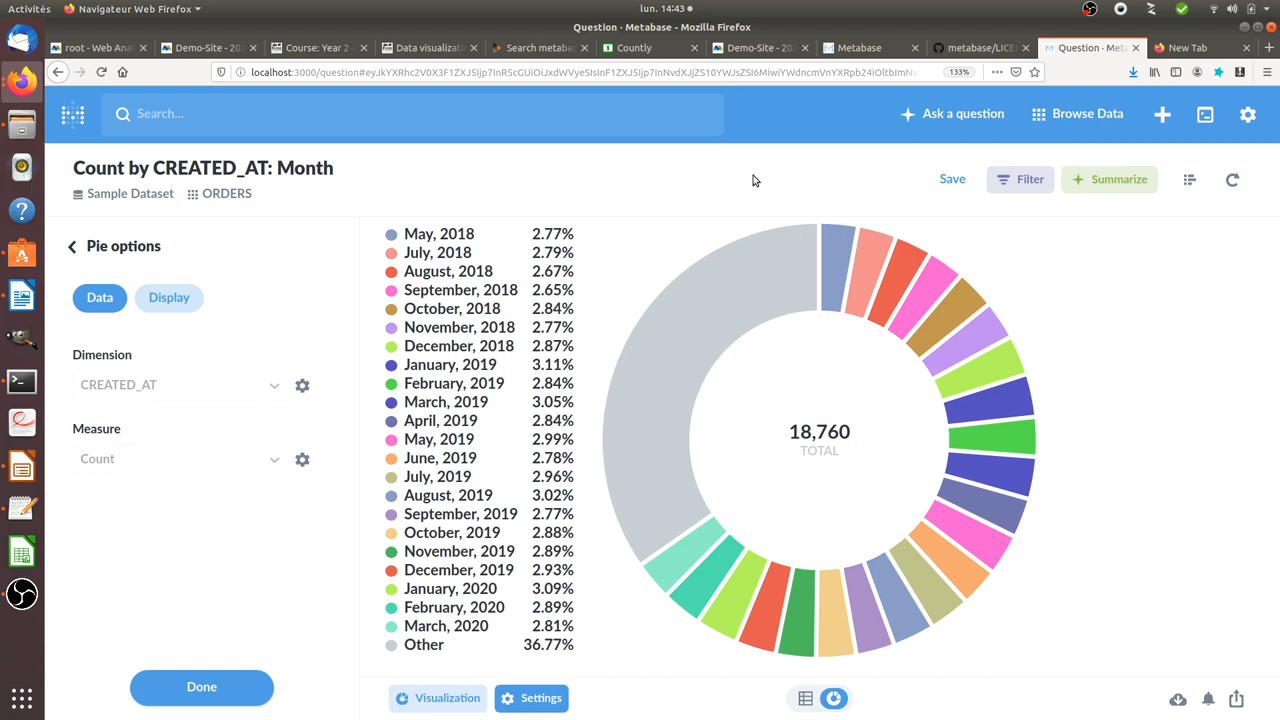 Activités Navigateur Web Firefox lun. 14:43
Question · Metabase - Mozilla Firefox
root - Web Anal Demo-Site - 202 Course: Year 2 - Data visualizati Search metabas Countly Demo-Site - 202 Metabase metabase/LICE Question · Meta New Tab
133%
Search...
Ask a question Browse Data
Count by CREATED_AT: Month
Sample Dataset ORDERS
Save Filter Summarize
Pie options
Data Display
Dimension
CREATED_AT
Measure
Count
Done
May, 2018 2.77%
July, 2018 2.79%
August, 2018 2.67%
September, 2018 2.65%
October, 2018 2.84%
November, 2018 2.77%
December, 2018 2.87%
January, 2019 3.11%
February, 2019 2.84%
March, 2019 3.05%
April, 2019 2.84%
May, 2019 2.99%
June, 2019 2.78%
July, 2019 2.96%
August, 2019 3.02%
September, 2019 2.77%
October, 2019 2.88%
November, 2019 2.89%
December, 2019 2.93%
January, 2020 3.09%
February, 2020 2.89%
March, 2020 2.81%
Other 36.77%
18,760
TOTAL
Visualization Settings